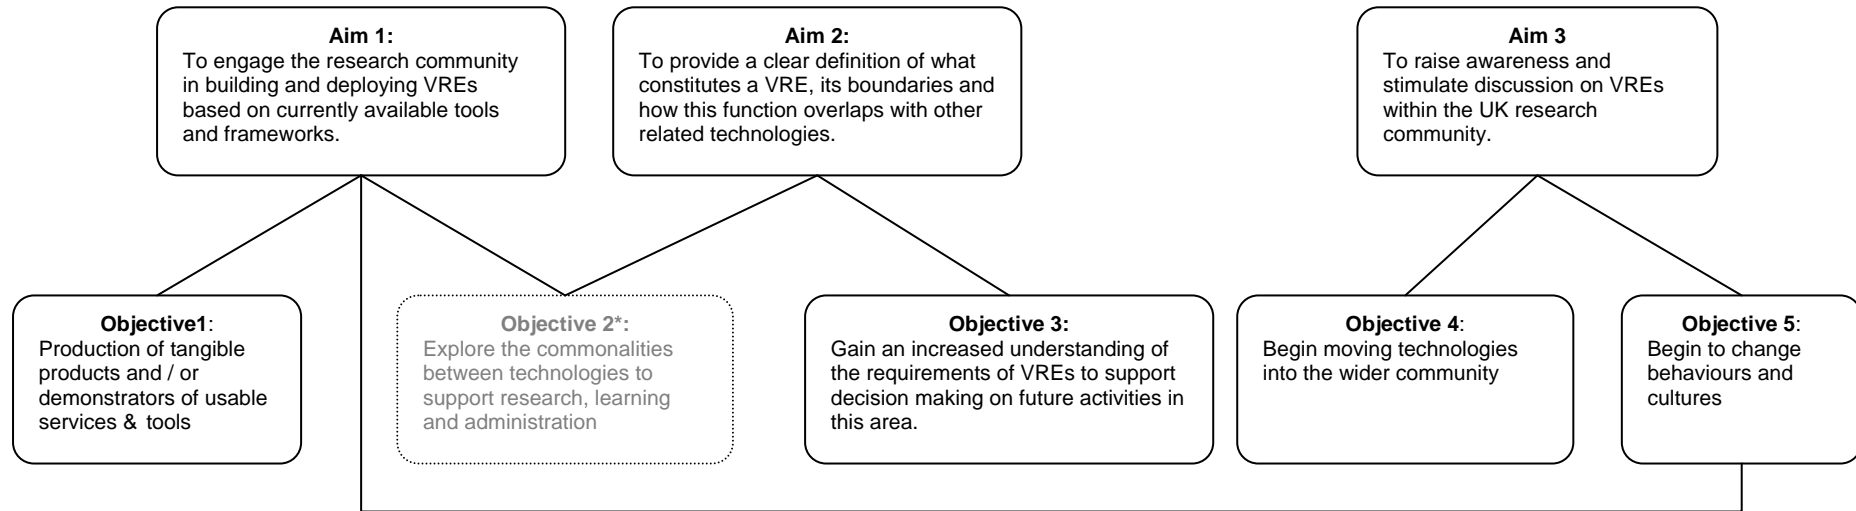 Aim 1:
To engage the research community
in building and deploying VREs
based on currently available tools
and frameworks.
Aim 2:
To provide a clear definition of what
constitutes a VRE, its boundaries and
how this function overlaps with other
related technologies.
Aim 3
To raise awareness and
stimulate discussion on VREs
within the UK research
community.
Objective1:
Production of tangible
products and / or
demonstrators of usable
services & tools
Objective 2*:
Explore the commonalities
between technologies to
support research, learning
and administration
Objective 3:
Gain an increased understanding of
the requirements of VREs to support
decision making on future activities in
this area.
Objective 4:
Begin moving technologies
into the wider community
Objective 5:
Begin to change
behaviours and
cultures